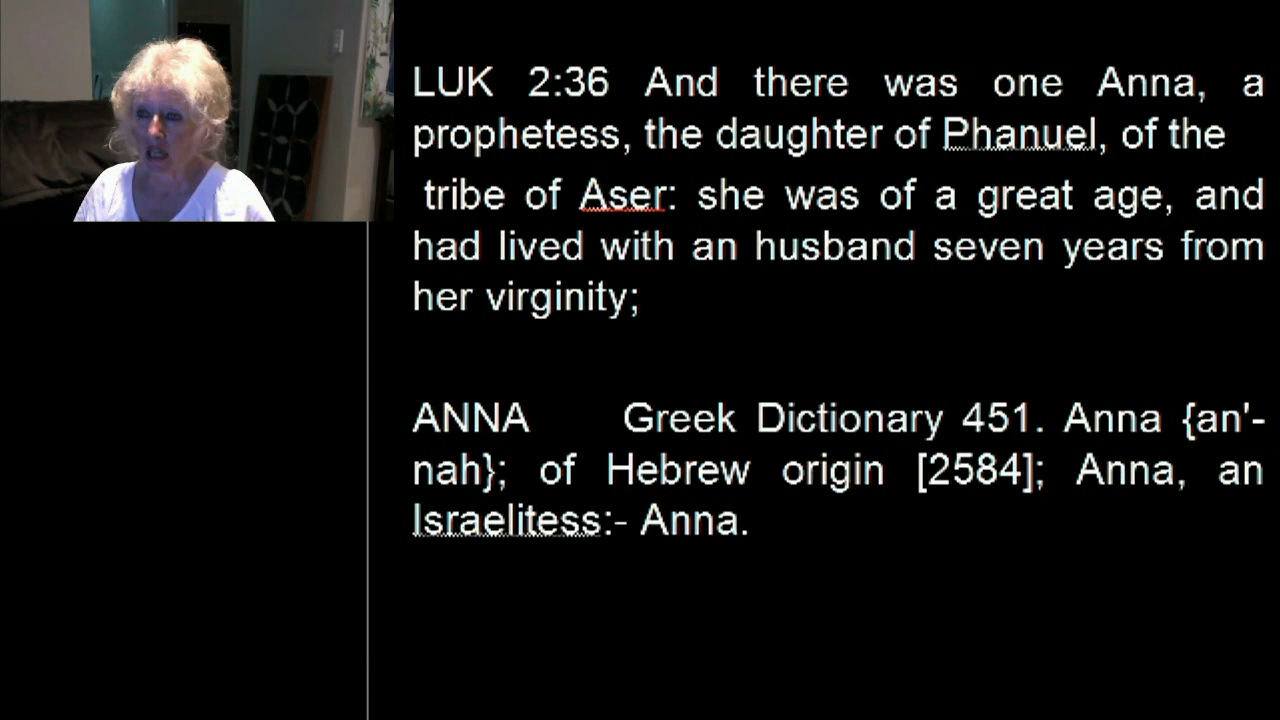 LUK 2:36 And there was one Anna, a
prophetess, the daughter of Phanuel, of the
tribe of Aser: she was of a great age, and
had lived with an husband seven years from
her virginity;
ANNA Greek Dictionary 451. Anna {an'-
nah}; of Hebrew origin [2584]; Anna, an
Israelitess:- Anna.